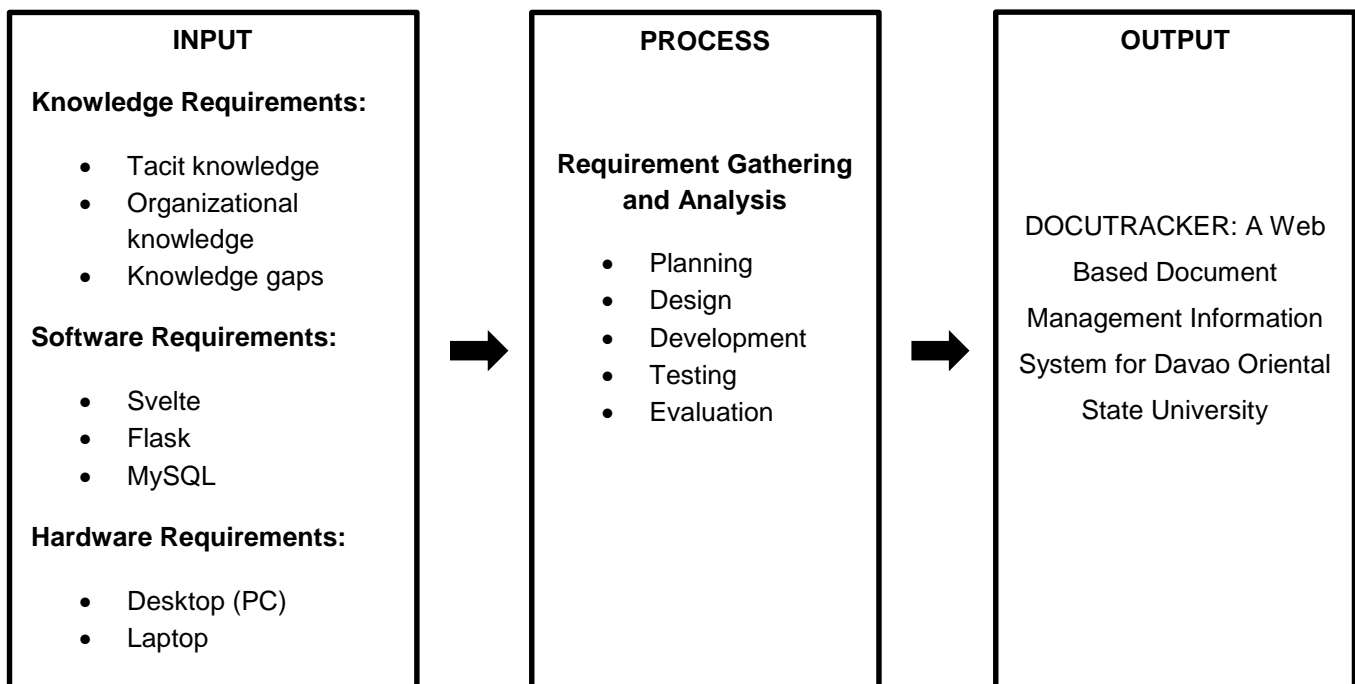 INPUT
Knowledge Requirements:
• Tacit knowledge
• Organizational
knowledge
• Knowledge gaps
Software Requirements:
• Svelte
• Flask
• MySQL
Hardware Requirements:
• Desktop (PC)
• Laptop
PROCESS
Requirement Gathering
and Analysis
• Planning
• Design
• Development
• Testing
• Evaluation
OUTPUT
DOCUTRACKER: A Web
Based Document
Management Information
System for Davao Oriental
State University